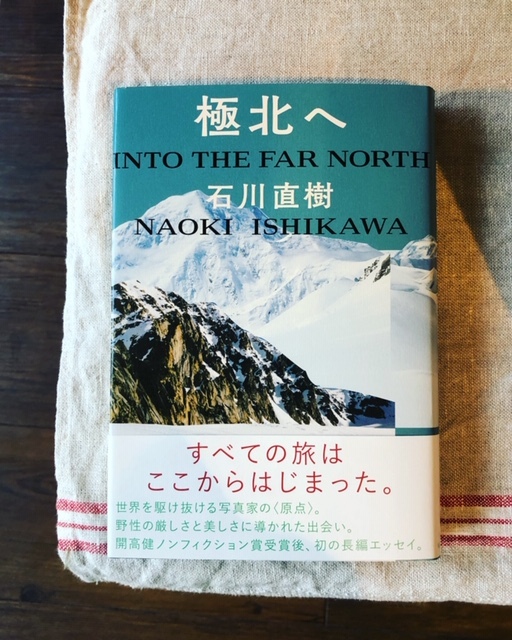 極北へ
INTO THE FAR NORTH
石川直樹
NAOKI ISHIKAWA
すべての旅は
ここからはじまった。
世界を駆け抜ける写真家の〈原点〉。
野性の厳しさと美しさに導かれた出会い。
開高健ノンフィクション賞受賞後、初の長編エッセイ。